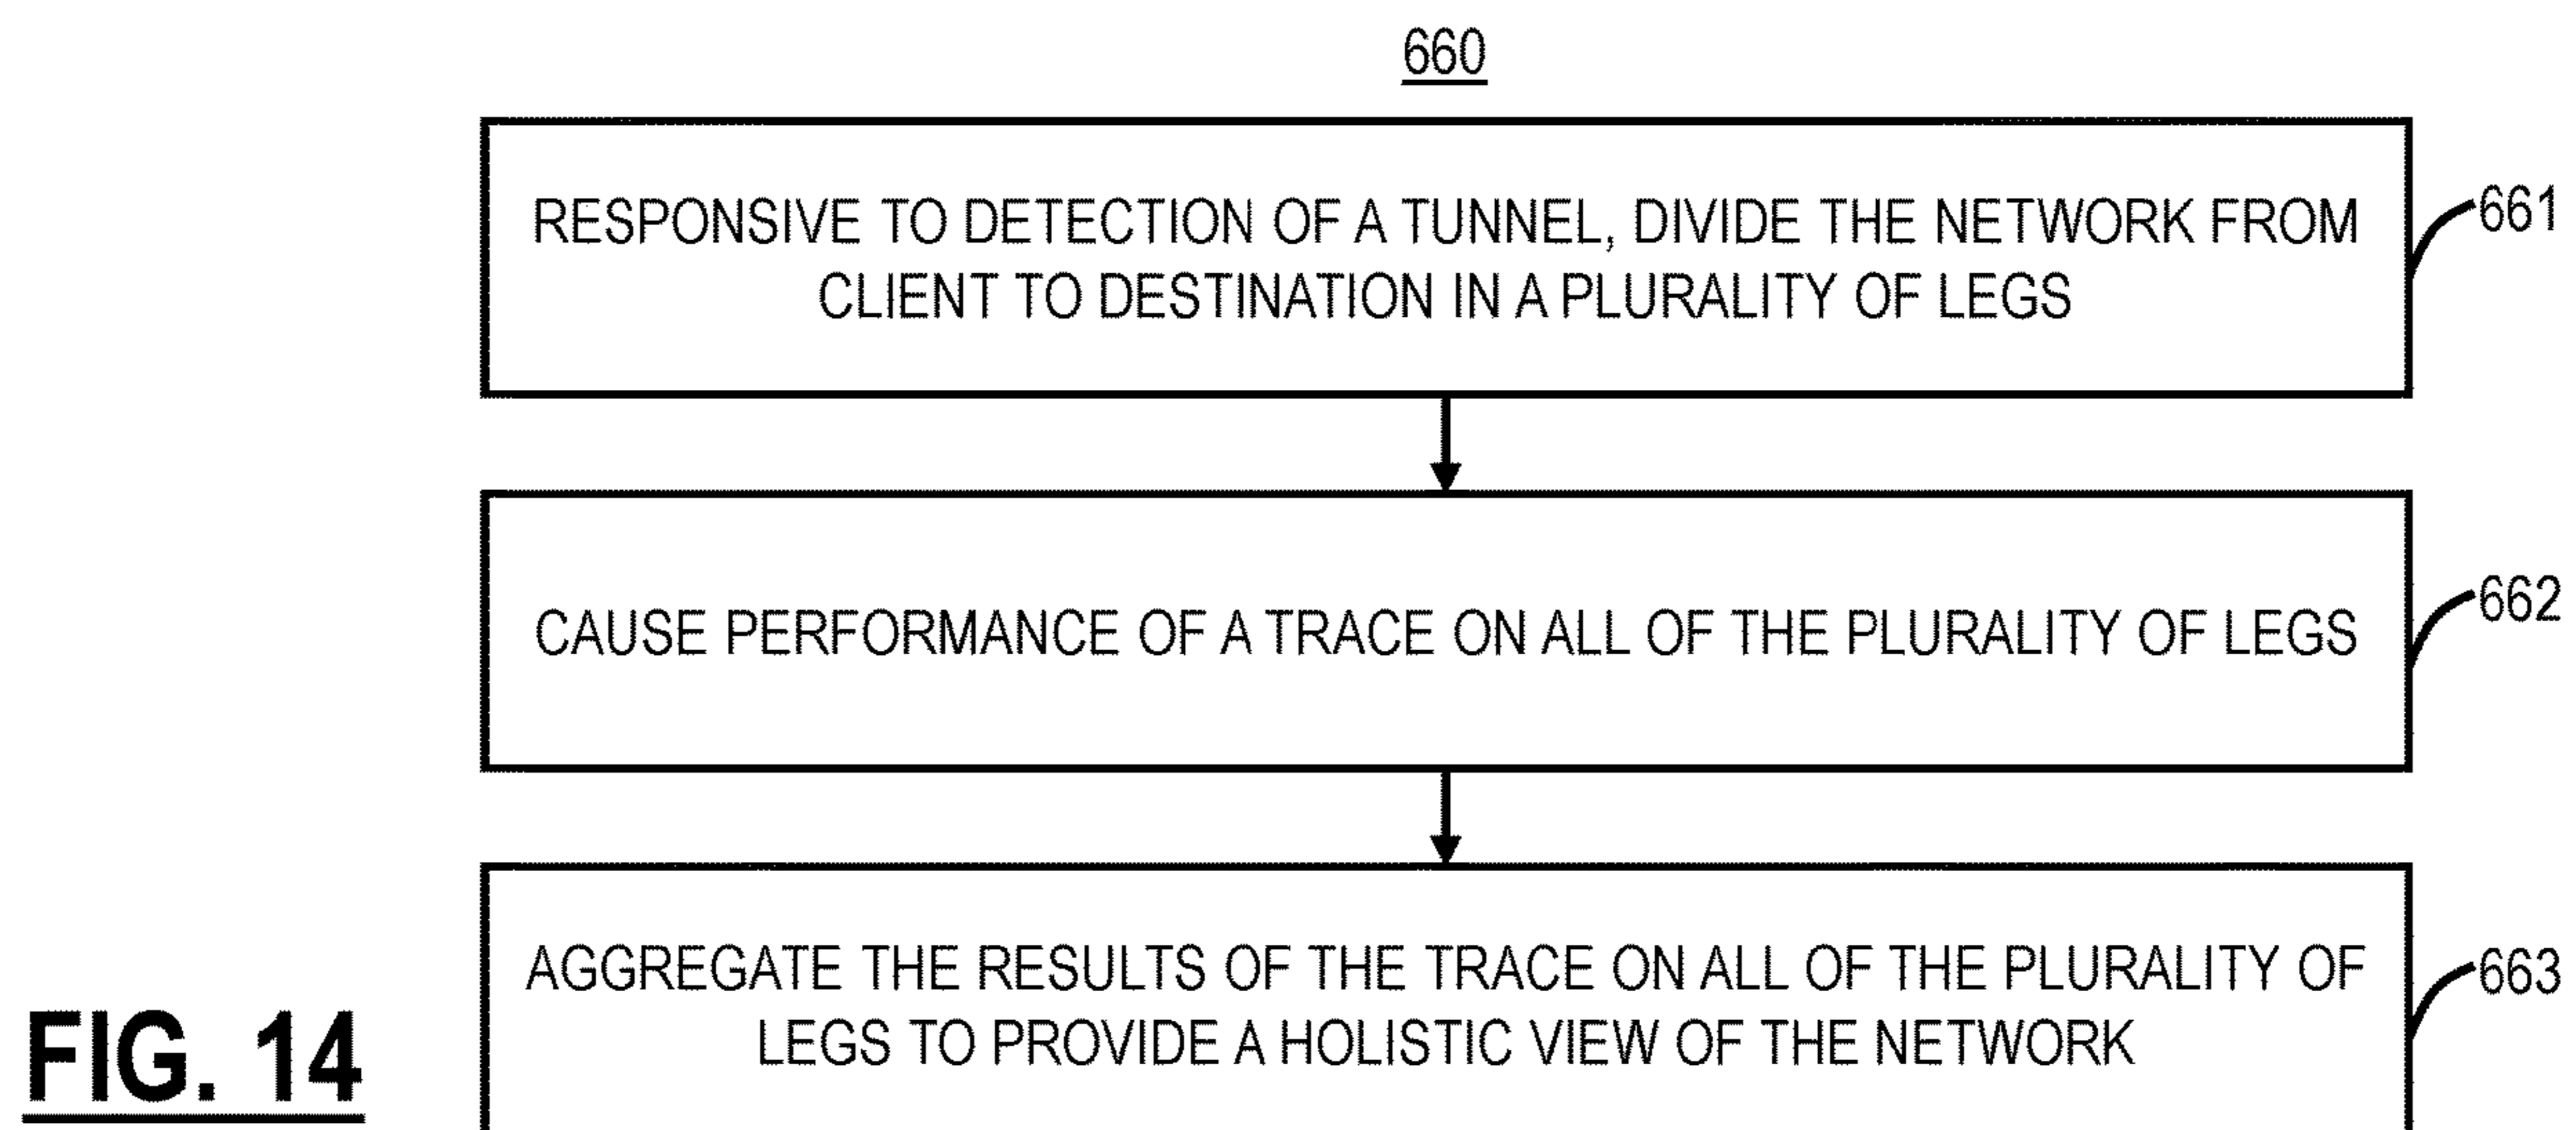 660
RESPONSIVE TO DETECTION OF A TUNNEL, DIVIDE THE NETWORK FROM
CLIENT TO DESTINATION IN A PLURALITY OF LEGS
661
CAUSE PERFORMANCE OF A TRACE ON ALL OF THE PLURALITY OF LEGS
662
AGGREGATE THE RESULTS OF THE TRACE ON ALL OF THE PLURALITY OF
LEGS TO PROVIDE A HOLISTIC VIEW OF THE NETWORK
663
FIG. 14